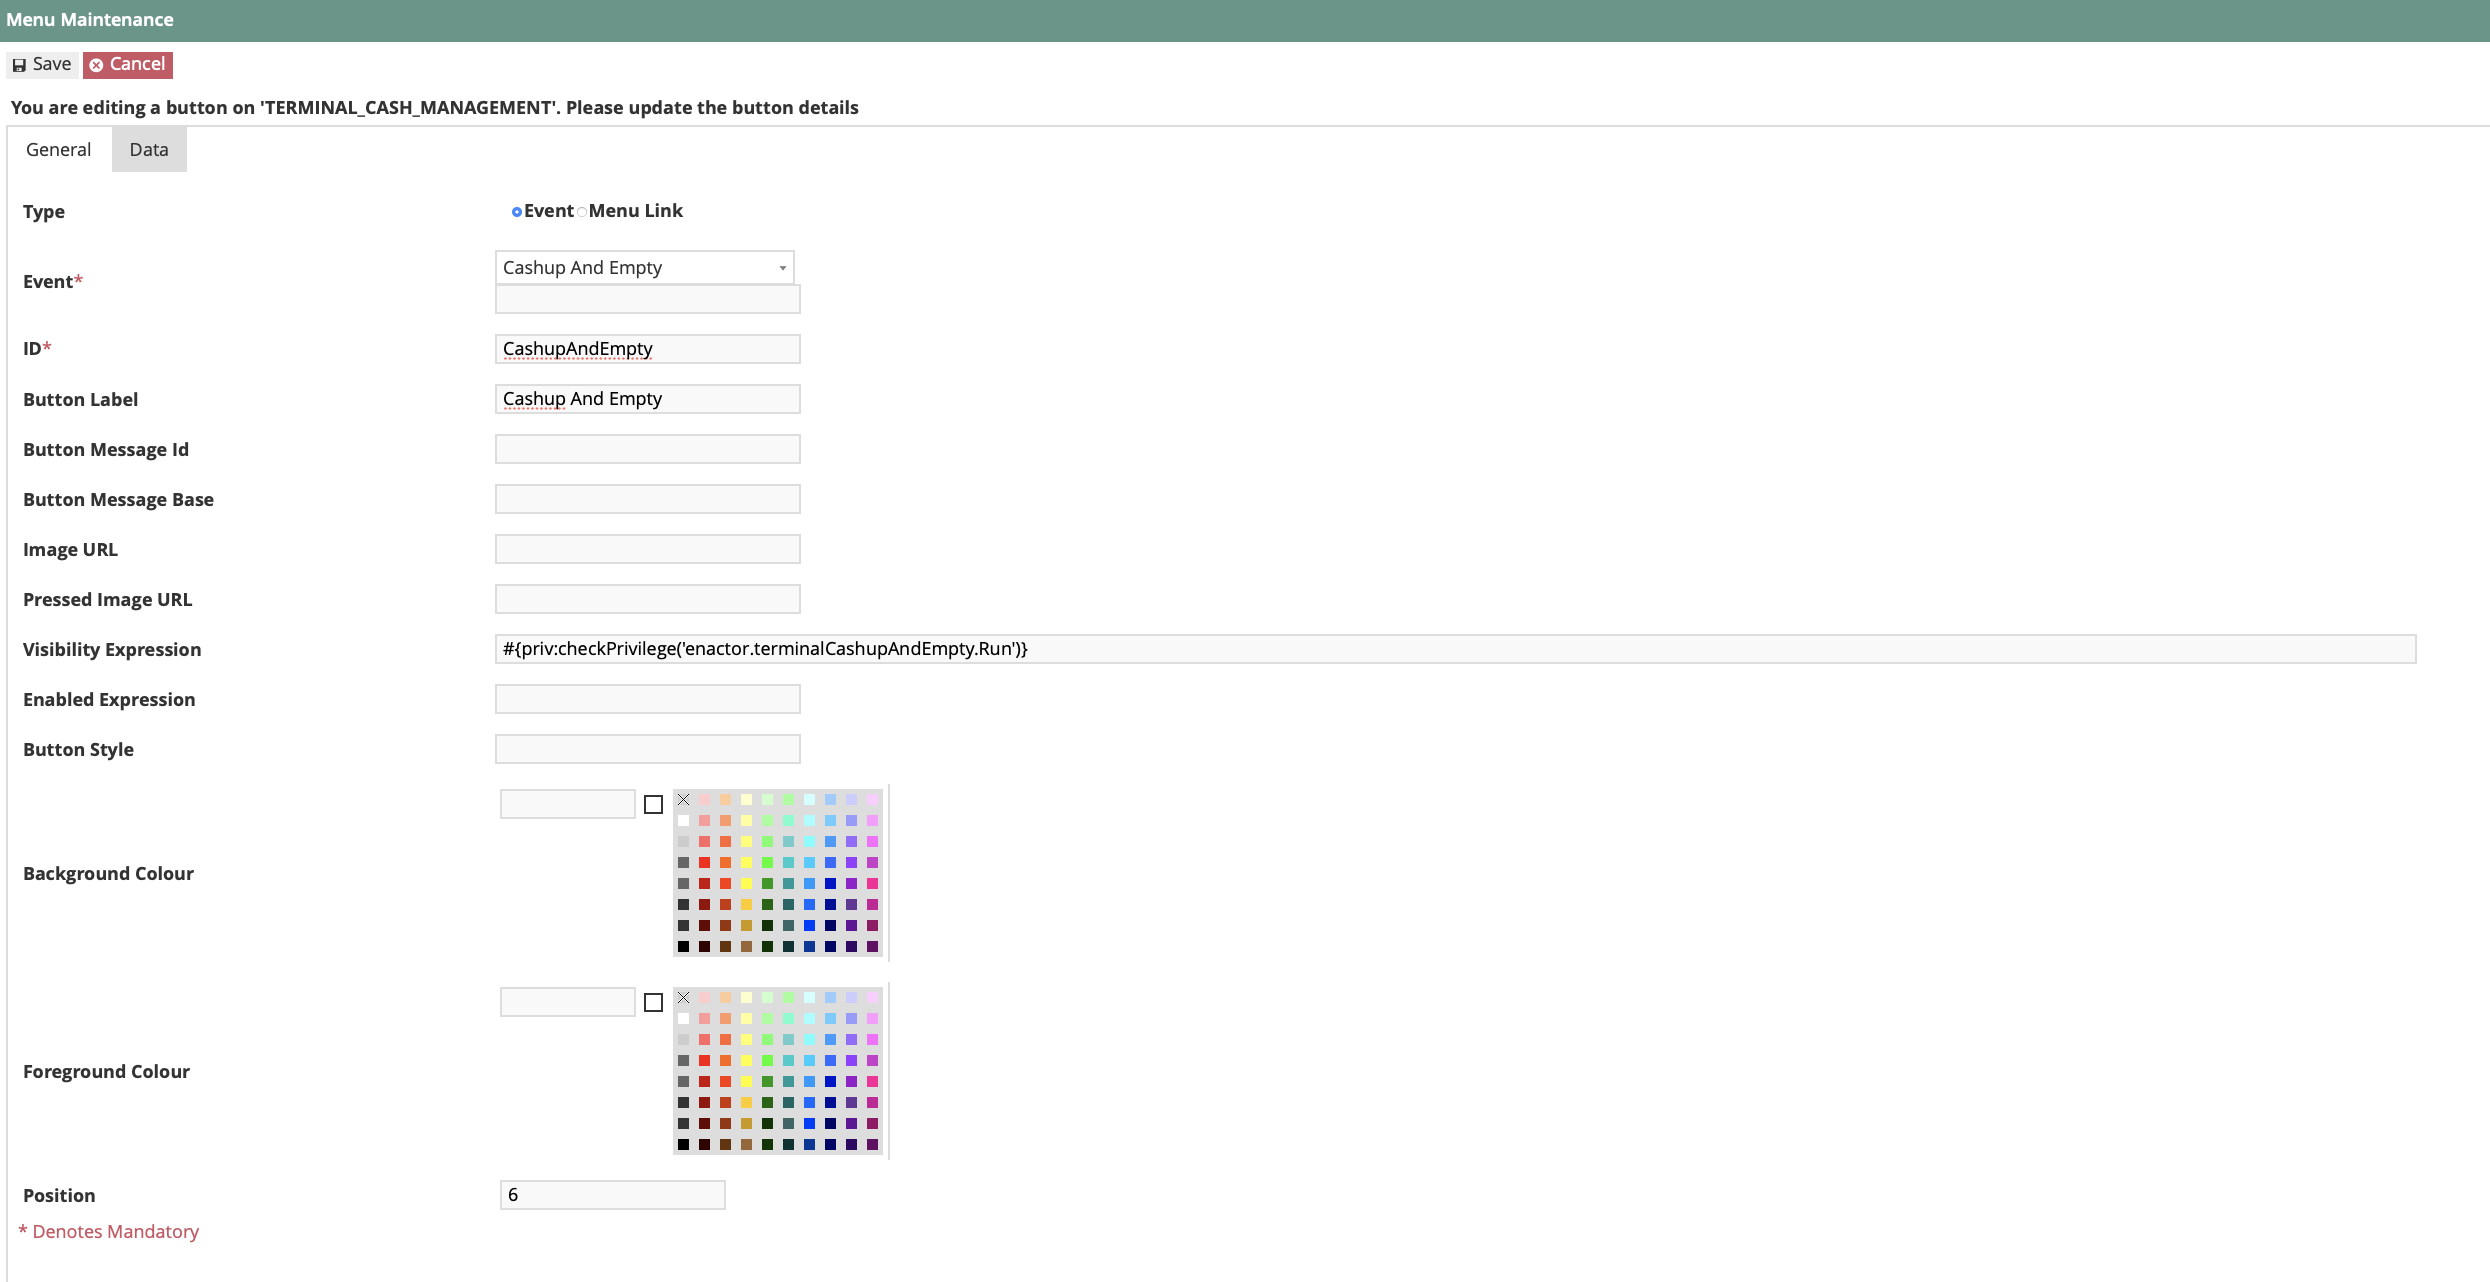 Menu Maintenance
Save Cancel
You are editing a button on 'TERMINAL_CASH_MANAGEMENT'. Please update the button details
General Data
Type Event Menu Link
Event* Cashup And Empty
ID* CashupAndEmpty
Button Label Cashup And Empty
Button Message Id
Button Message Base
Image URL
Pressed Image URL
Visibility Expression #{priv:checkPrivilege('enactor.terminalCashupAndEmpty.Run')}
Enabled Expression
Button Style
Background Colour
Foreground Colour
Position 6
* Denotes Mandatory